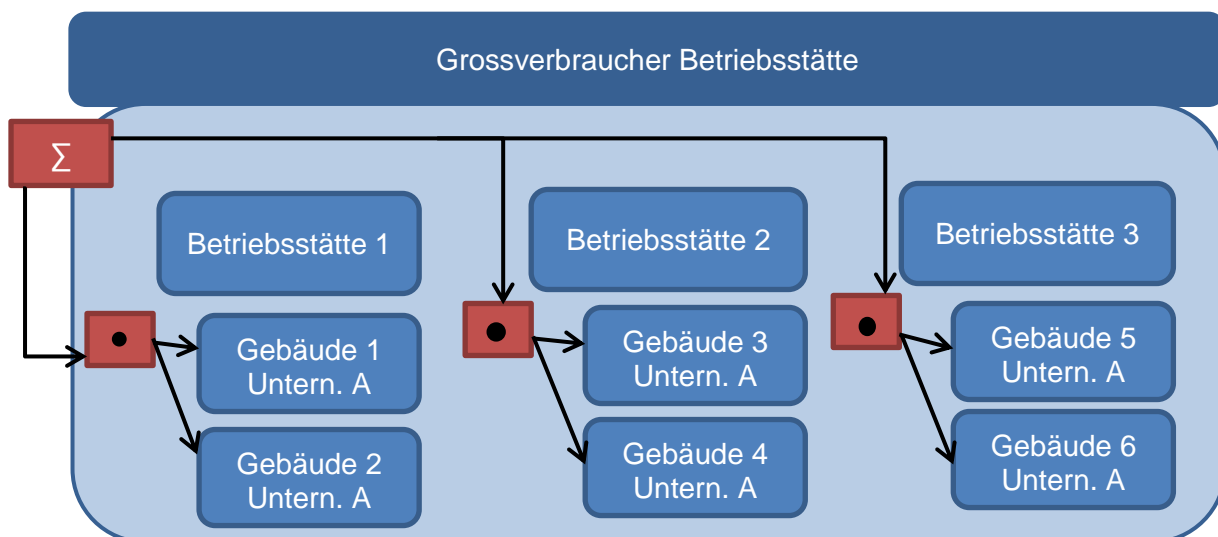 Grossverbraucher Betriebsstätte
∑
Betriebsstätte 1
Betriebsstätte 2
Betriebsstätte 3
Gebäude 1
Untern. A
Gebäude 3
Untern. A
Gebäude 5
Untern. A
Gebäude 2
Untern. A
Gebäude 4
Untern. A
Gebäude 6
Untern. A